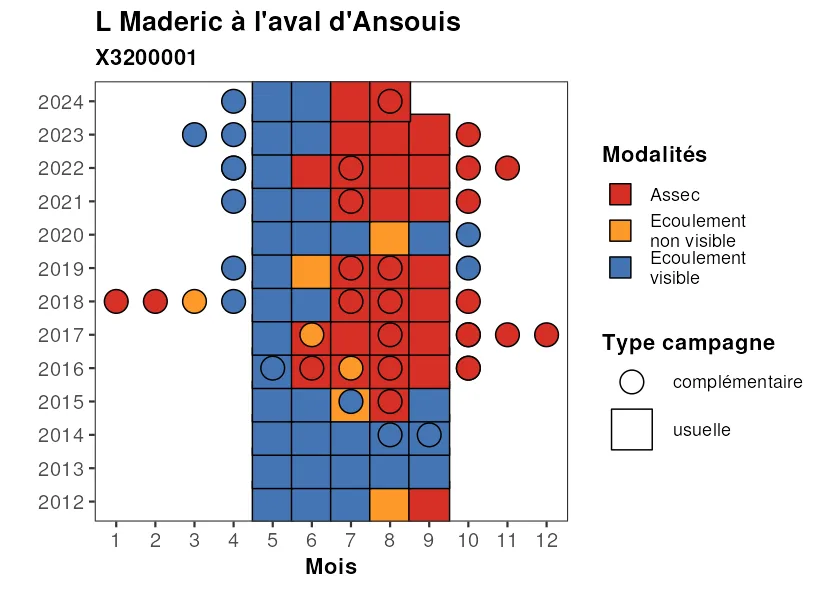 L Maderic à l'aval d'Ansouis
X3200001
2024
2023
2022
2021
2020
2019
2018
2017
2016
2015
2014
2013
2012
1 2 3 4 5 6 7 8 9 10 11 12
Mois
Modalités
Assec
Ecoulement
non visible
Ecoulement
visible
Type campagne
complémentaire
usuelle